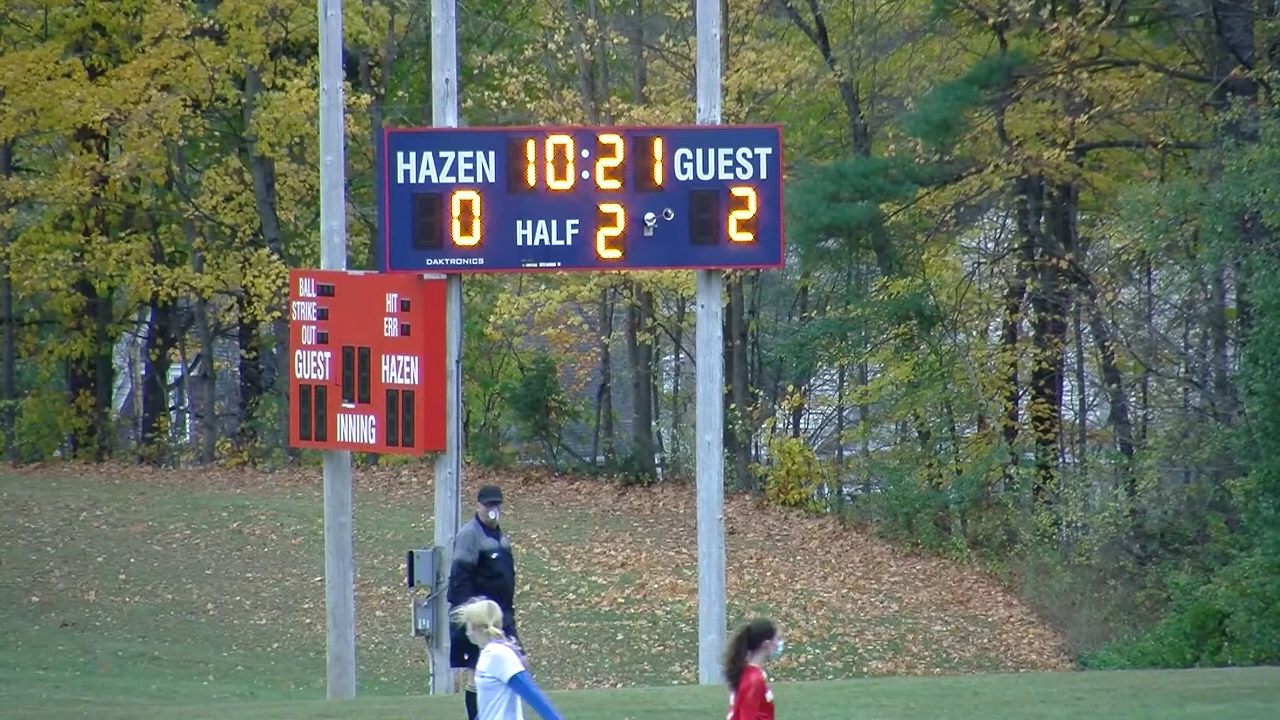 HAZEN 10:21 GUEST
0 HALF 2 2
DAKTRONICS
BALL HIT
STRIKE ERR
OUT
GUEST HAZEN
INNING